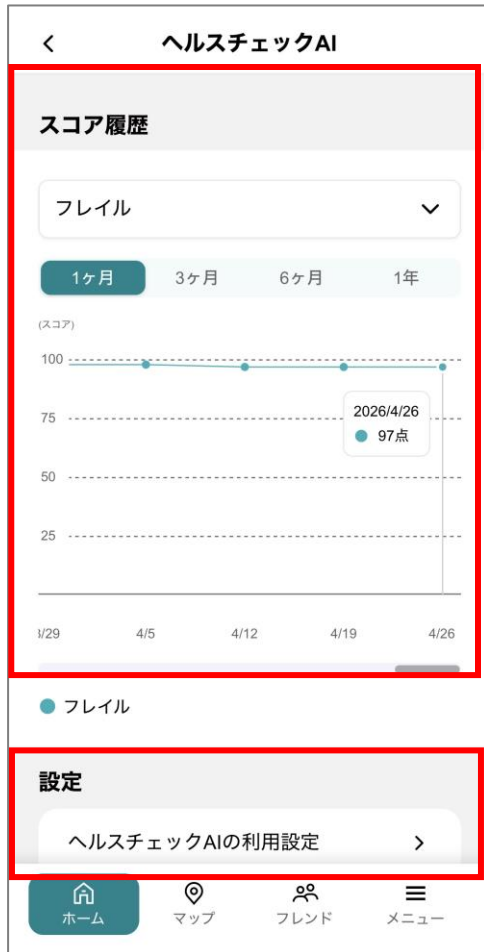 ヘルスチェックAI
スコア履歴
フレイル
1ヶ月 3ヶ月 6ヶ月 1年
(スコア)
100
75
2026/4/26
97点
50
25
4/5 4/12 4/19 4/26
フレイル
設定
ヘルスチェックAIの利用設定
ホーム マップ フレンド メニュー